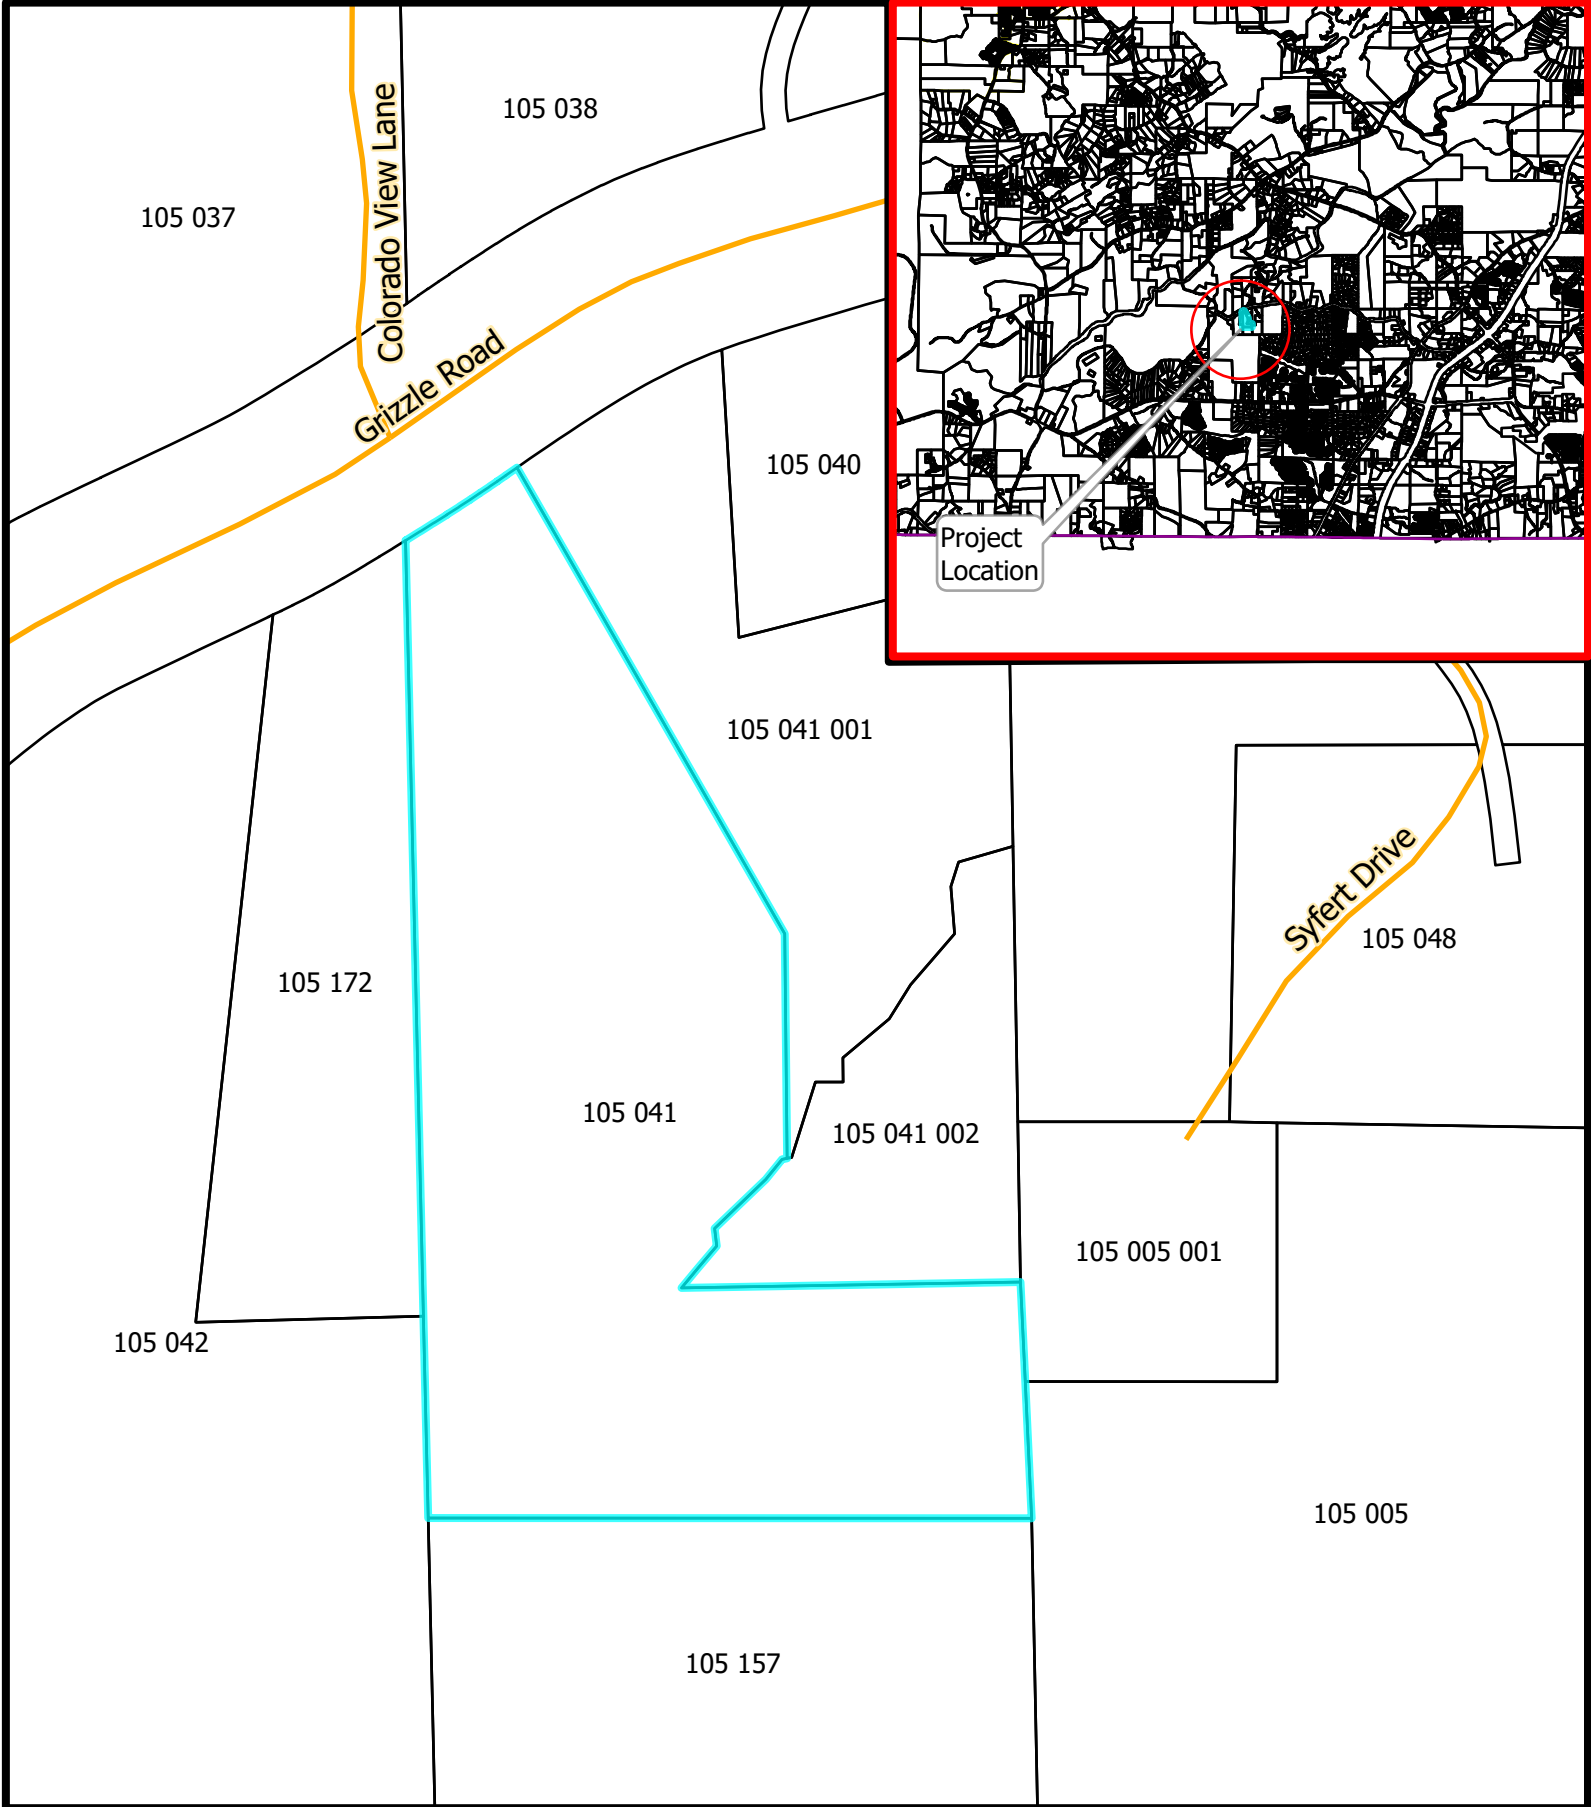 105 038
105 037
Colorado View Lane
Grizzle Road
105 040
Project
Location
105 041 001
Syfert Drive
105 048
105 172
105 041
105 041 002
105 005 001
105 042
105 005
105 157